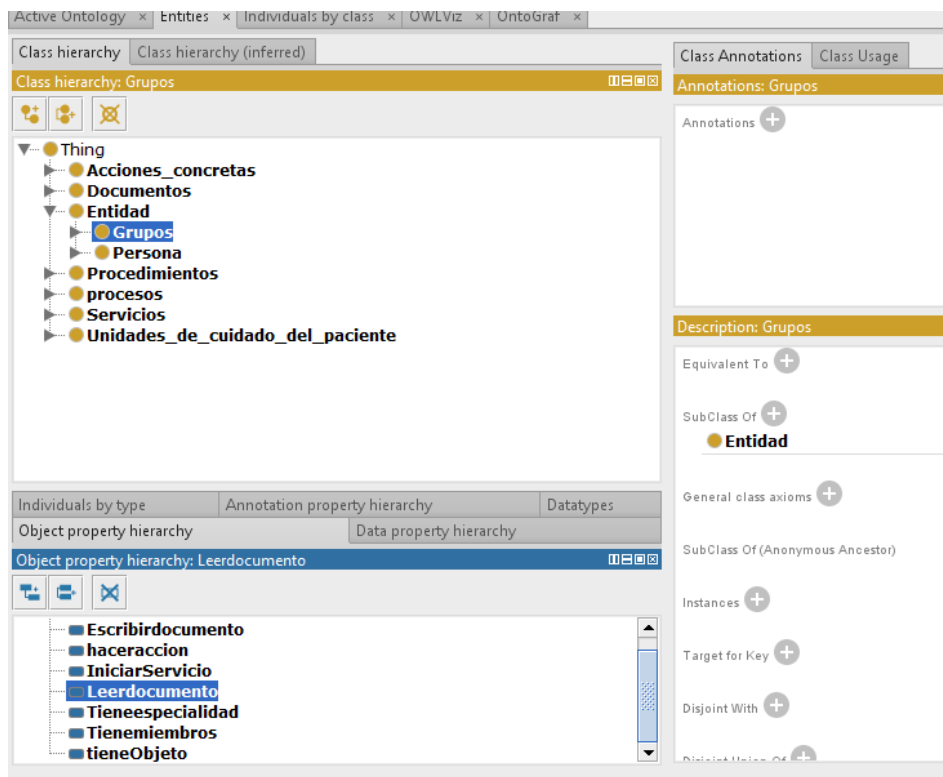 Active Ontology × Entities × Individuals by class × OWLViz × OntoGraf ×
Class hierarchy Class hierarchy (inferred)
Class hierarchy: Grupos
Thing
Acciones_concretas
Documentos
Entidad
Grupos
Persona
Procedimientos
procesos
Servicios
Unidades_de_cuidado_del_paciente
Individuals by type Annotation property hierarchy Datatypes
Object property hierarchy Data property hierarchy
Object property hierarchy: Leerdocumento
Escribirdocumento
haceraccion
IniciarServicio
Leerdocumento
Tieneespecialidad
Tienemiembros
tieneObjeto
Class Annotations Class Usage
Annotations: Grupos
Annotations
Description: Grupos
Equivalent To
SubClass Of
Entidad
General class axioms
SubClass Of (Anonymous Ancestor)
Instances
Target for Key
Disjoint With
Disjoint Union Of